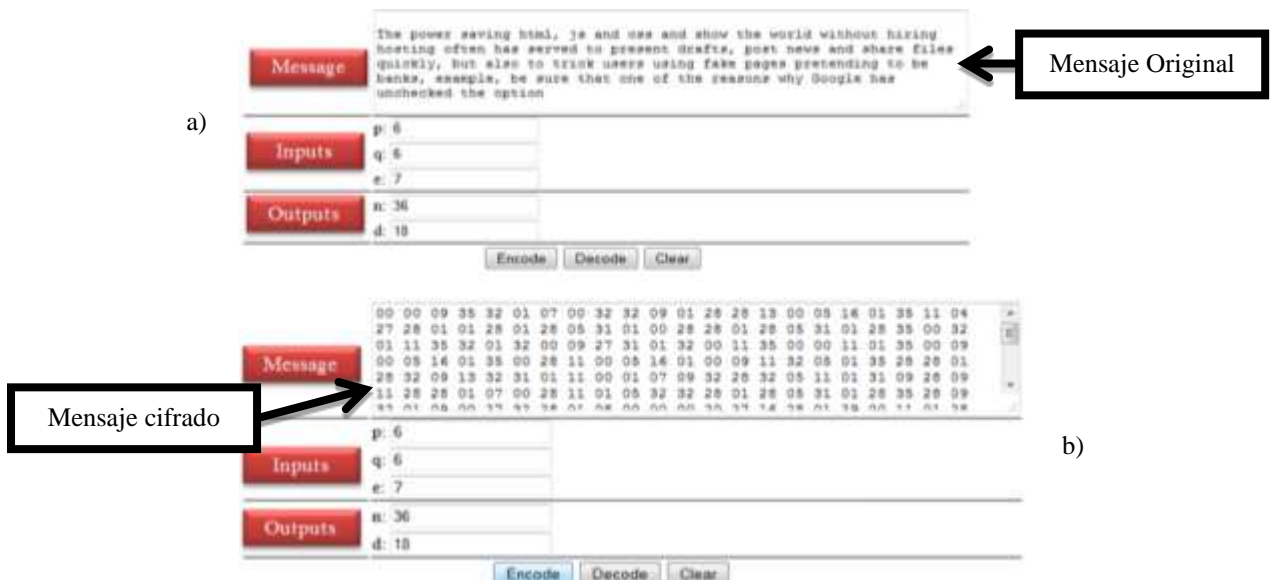 The power saving html, js and css and show the world without hiring
hosting often has served to present drafts, post news and share files
quickly, but also to trick users using fake pages pretending to be
banks, example, be sure that one of the reasons why Google has
unchecked the option
Message
Mensaje Original
a)
Inputs
p: 6
q: 6
e: 7
Outputs
n: 36
d: 18
Encode Decode Clear
00 00 09 35 32 01 07 00 32 32 09 01 28 28 13 00 05 16 01 35 11 04
27 28 01 01 28 01 28 05 31 01 00 28 28 01 28 05 31 01 28 35 00 32
01 11 35 32 01 32 00 09 27 31 01 32 00 11 35 00 00 11 01 35 00 09
00 05 16 01 35 00 28 11 00 05 16 01 00 09 11 32 05 01 35 28 28 01
28 32 09 13 32 31 01 11 00 01 07 09 32 28 32 05 11 01 31 09 28 09
11 28 28 01 07 00 28 11 01 05 32 32 28 01 28 05 31 01 28 35 28 09
Message
Mensaje cifrado
b)
Inputs
p: 6
q: 6
e: 7
Outputs
n: 36
d: 18
Encode Decode Clear